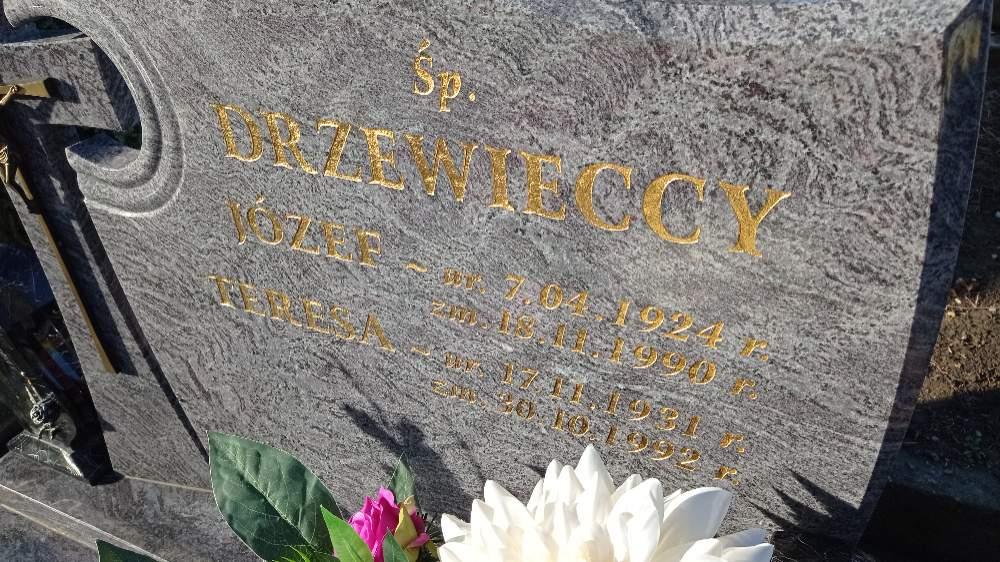 Śp.
DRZEWIECCY
JÓZEF ~ ur. 7.04.1924 r.
zm. 18.11.1990 r.
TERESA ~ ur. 17.11.1931 r.
zm. 30.10.1992 r.